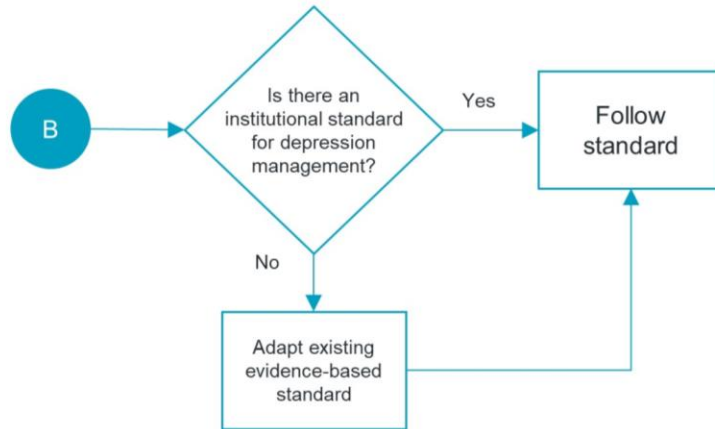 B
Is there an
institutional standard
for depression
management?
Yes
Follow
standard
No
Adapt existing
evidence-based
standard